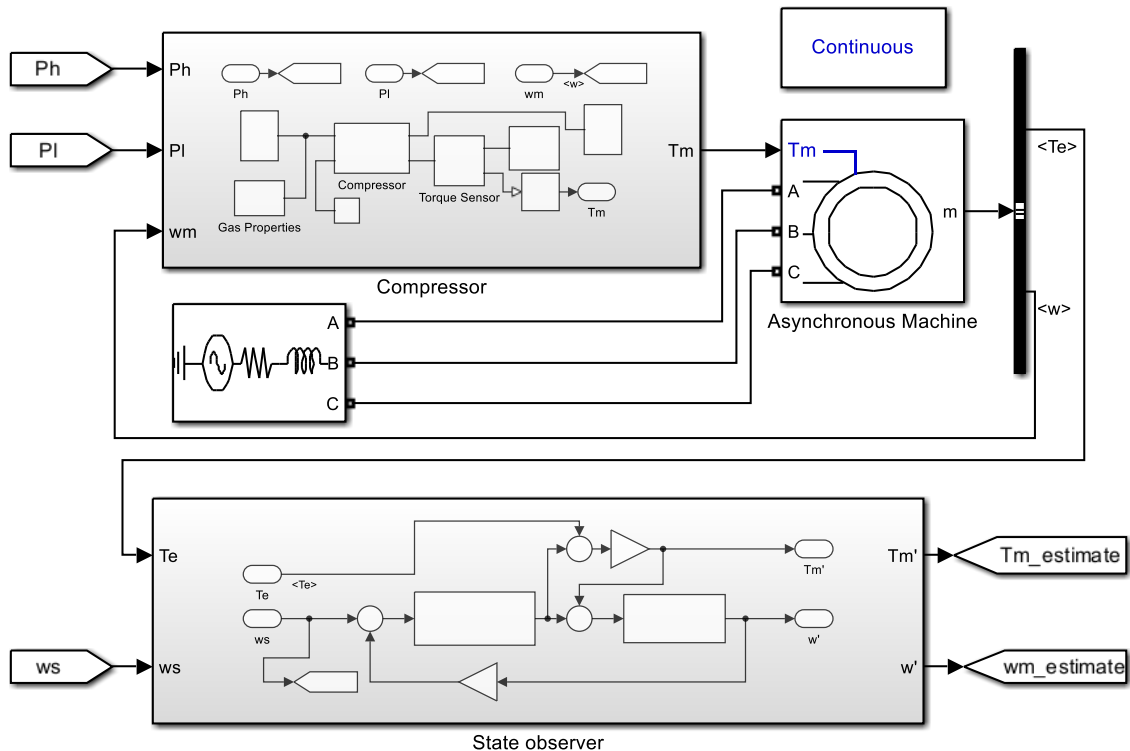 Continuous
Ph
Ph
Ph
Pl
wm
<w>
Pl
Pl
Compressor
Torque Sensor
Tm
Gas Properties
wm
Tm
Compressor
Tm
A
B
C
m
Asynchronous Machine
<Te>
<w>
A
B
C
Te
Te
<Te>
ws
ws
ws
Tm'
w'
Tm'
w'
Tm_estimate
wm_estimate
State observer